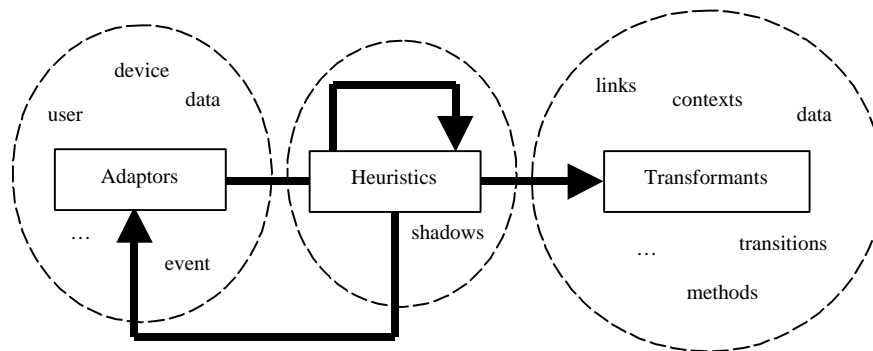 device
data
user
Adaptors
…
event
Heuristics
shadows
links
contexts
data
Transformants
…
transitions
methods